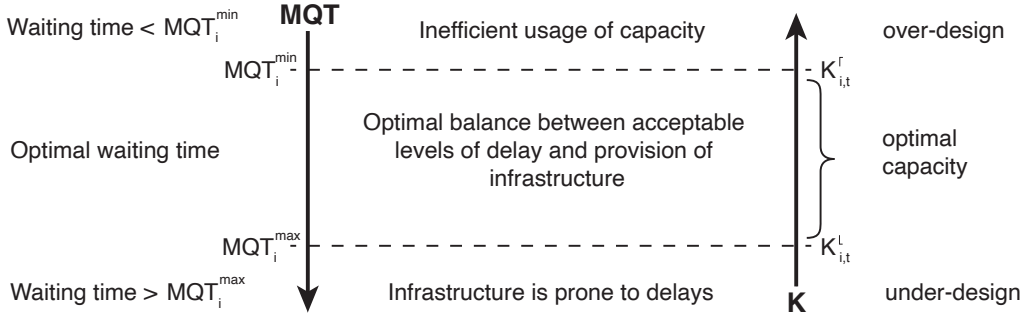 Waiting time < MQT_i^min MQT Inefficient usage of capacity over-design
MQT_i^min K_i,t^⌈
Optimal waiting time
Optimal balance between acceptable
levels of delay and provision of
infrastructure
optimal
capacity
MQT_i^max K_i,t^⌊
Waiting time > MQT_i^max Infrastructure is prone to delays K under-design